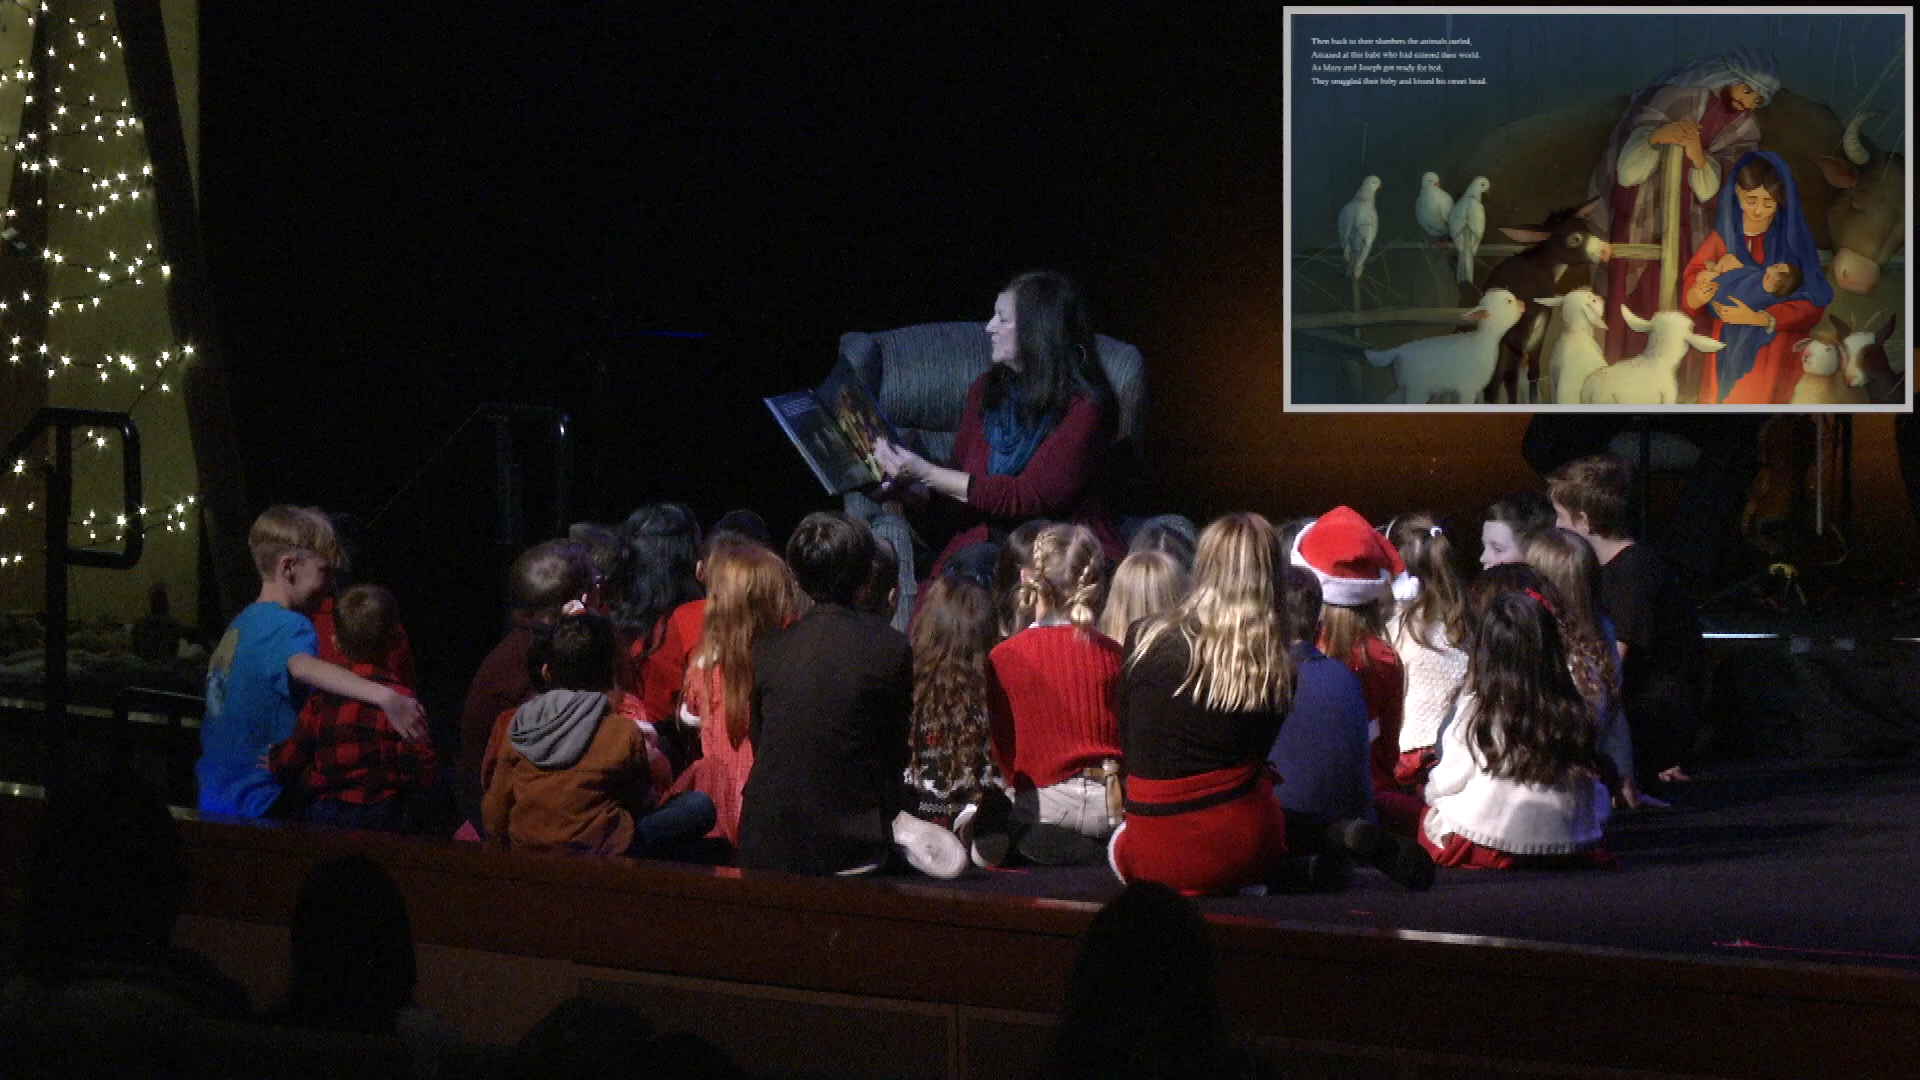 Then back to their slumbers the animals curled,
Amazed at this babe who had entered their world.
As Mary and Joseph got ready for bed,
They snuggled their baby and kissed his sweet head.